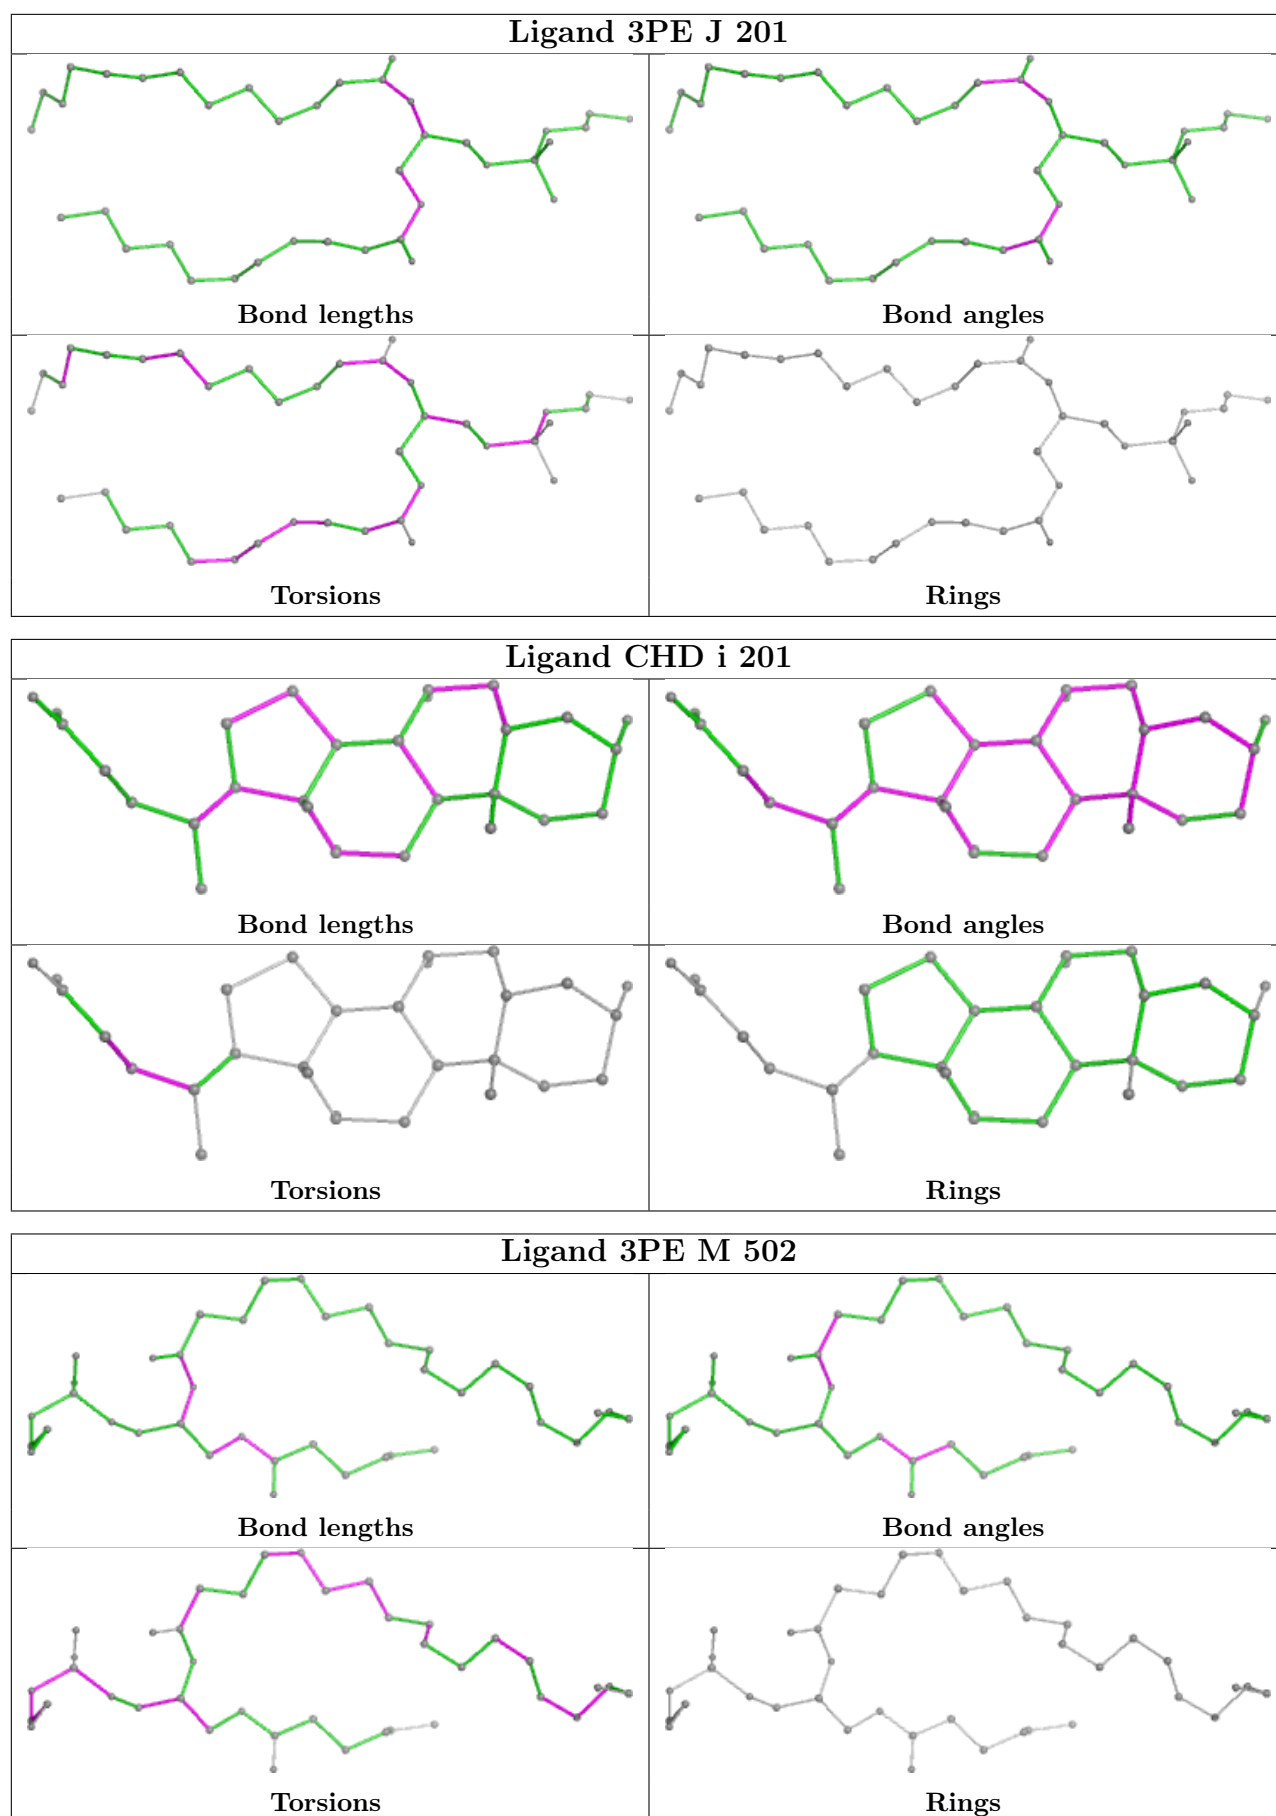 Ligand 3PE J 201
Bond lengths
Bond angles
Torsions
Rings
Ligand CHD i 201
Bond lengths
Bond angles
Torsions
Rings
Ligand 3PE M 502
Bond lengths
Bond angles
Torsions
Rings